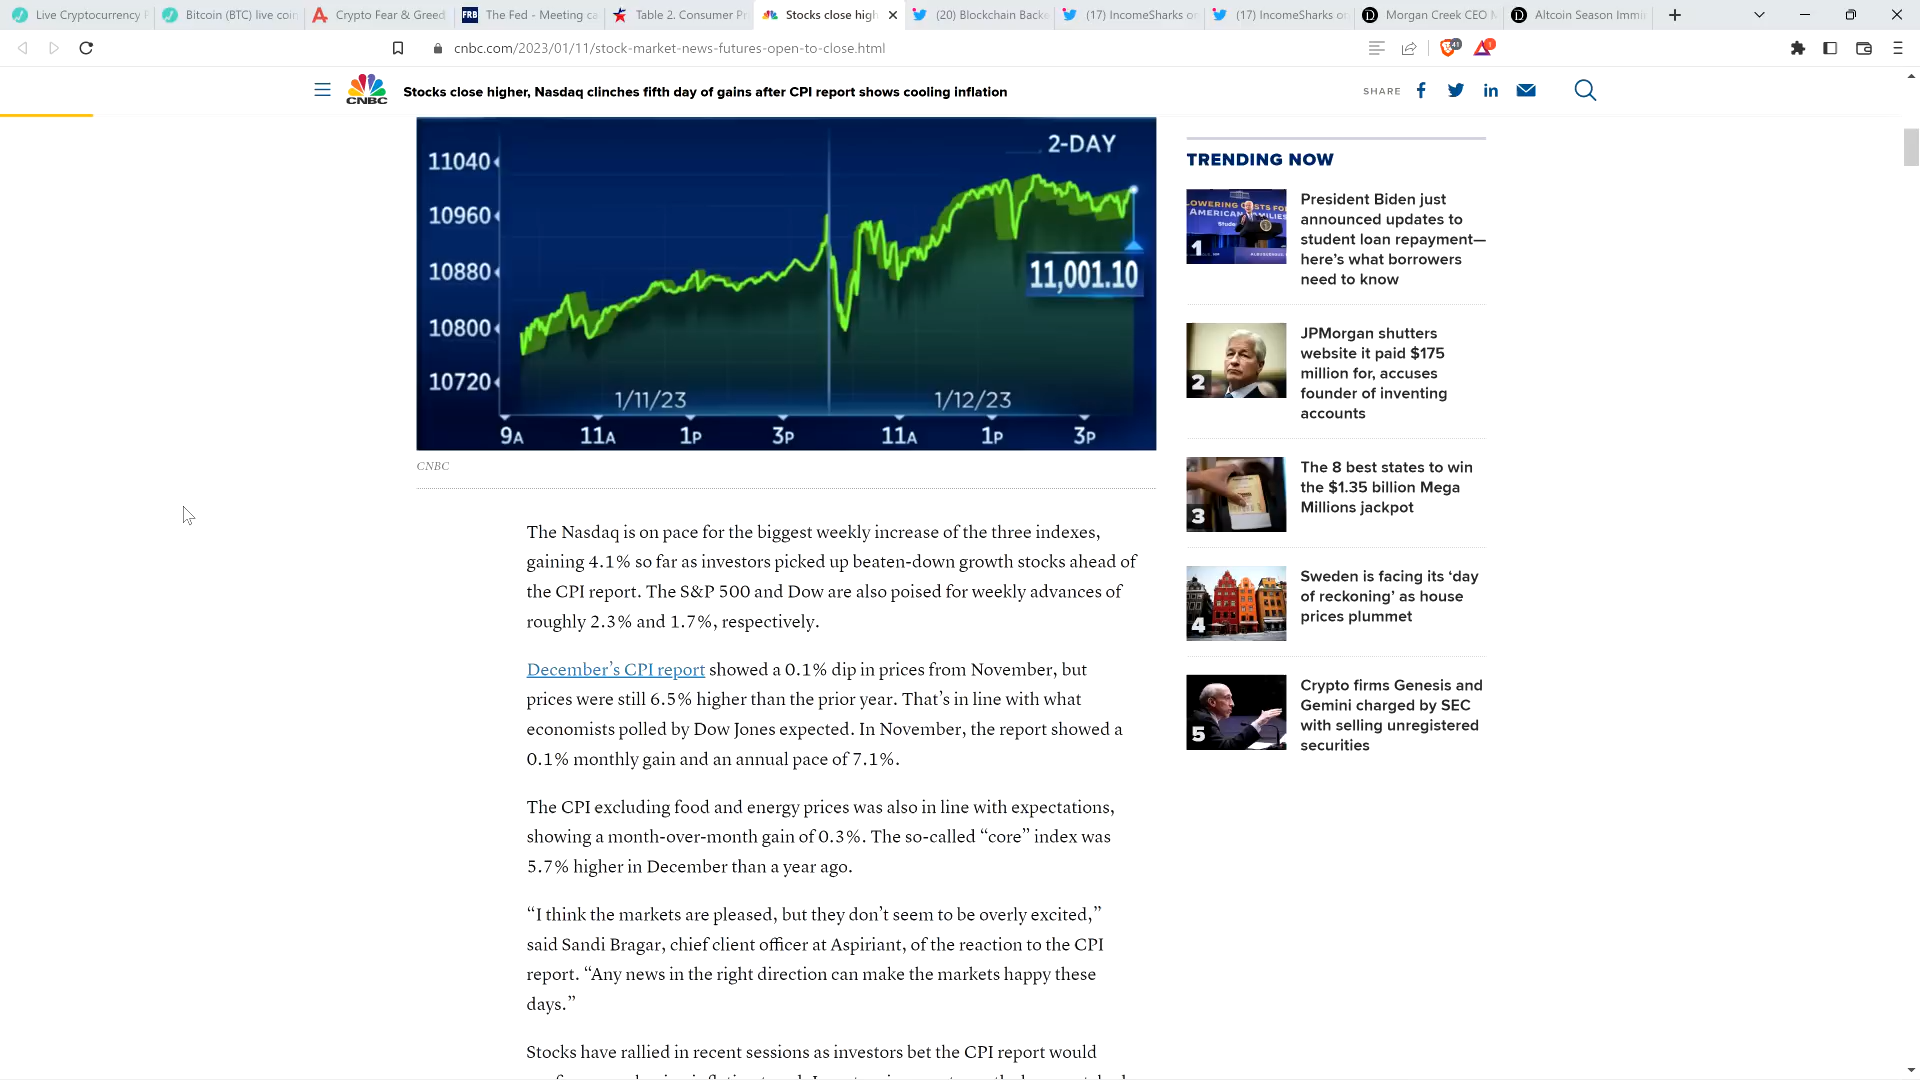 Live Cryptocurrency P
Bitcoin (BTC) live coin
Crypto Fear & Greed
FRB
The Fed - Meeting ca
Table 2. Consumer Pr
Stocks close high
(20) Blockchain Backe
(17) IncomeSharks on
(17) IncomeSharks on
Morgan Creek CEO M
Altcoin Season Immi
cnbc.com/2023/01/11/stock-market-news-futures-open-to-close.html
41
1
CNBC
Stocks close higher, Nasdaq clinches fifth day of gains after CPI report shows cooling inflation
SHARE
2-DAY
11040
10960
10880
10800
10720
11,001.10
1/11/23
1/12/23
9A
11A
1P
3P
11A
1P
3P
CNBC
The Nasdaq is on pace for the biggest weekly increase of the three indexes,
gaining 4.1% so far as investors picked up beaten-down growth stocks ahead of
the CPI report. The S&P 500 and Dow are also poised for weekly advances of
roughly 2.3% and 1.7%, respectively.
December’s CPI report showed a 0.1% dip in prices from November, but
prices were still 6.5% higher than the prior year. That’s in line with what
economists polled by Dow Jones expected. In November, the report showed a
0.1% monthly gain and an annual pace of 7.1%.
The CPI excluding food and energy prices was also in line with expectations,
showing a month-over-month gain of 0.3%. The so-called “core” index was
5.7% higher in December than a year ago.
“I think the markets are pleased, but they don’t seem to be overly excited,”
said Sandi Bragar, chief client officer at Aspiriant, of the reaction to the CPI
report. “Any news in the right direction can make the markets happy these
days.”
Stocks have rallied in recent sessions as investors bet the CPI report would
TRENDING NOW
LOWERING COSTS FOR
AMERICAN FAMILIES
1
President Biden just
announced updates to
student loan repayment—
here’s what borrowers
need to know
2
JPMorgan shutters
website it paid $175
million for, accuses
founder of inventing
accounts
3
The 8 best states to win
the $1.35 billion Mega
Millions jackpot
4
Sweden is facing its ‘day
of reckoning’ as house
prices plummet
5
Crypto firms Genesis and
Gemini charged by SEC
with selling unregistered
securities